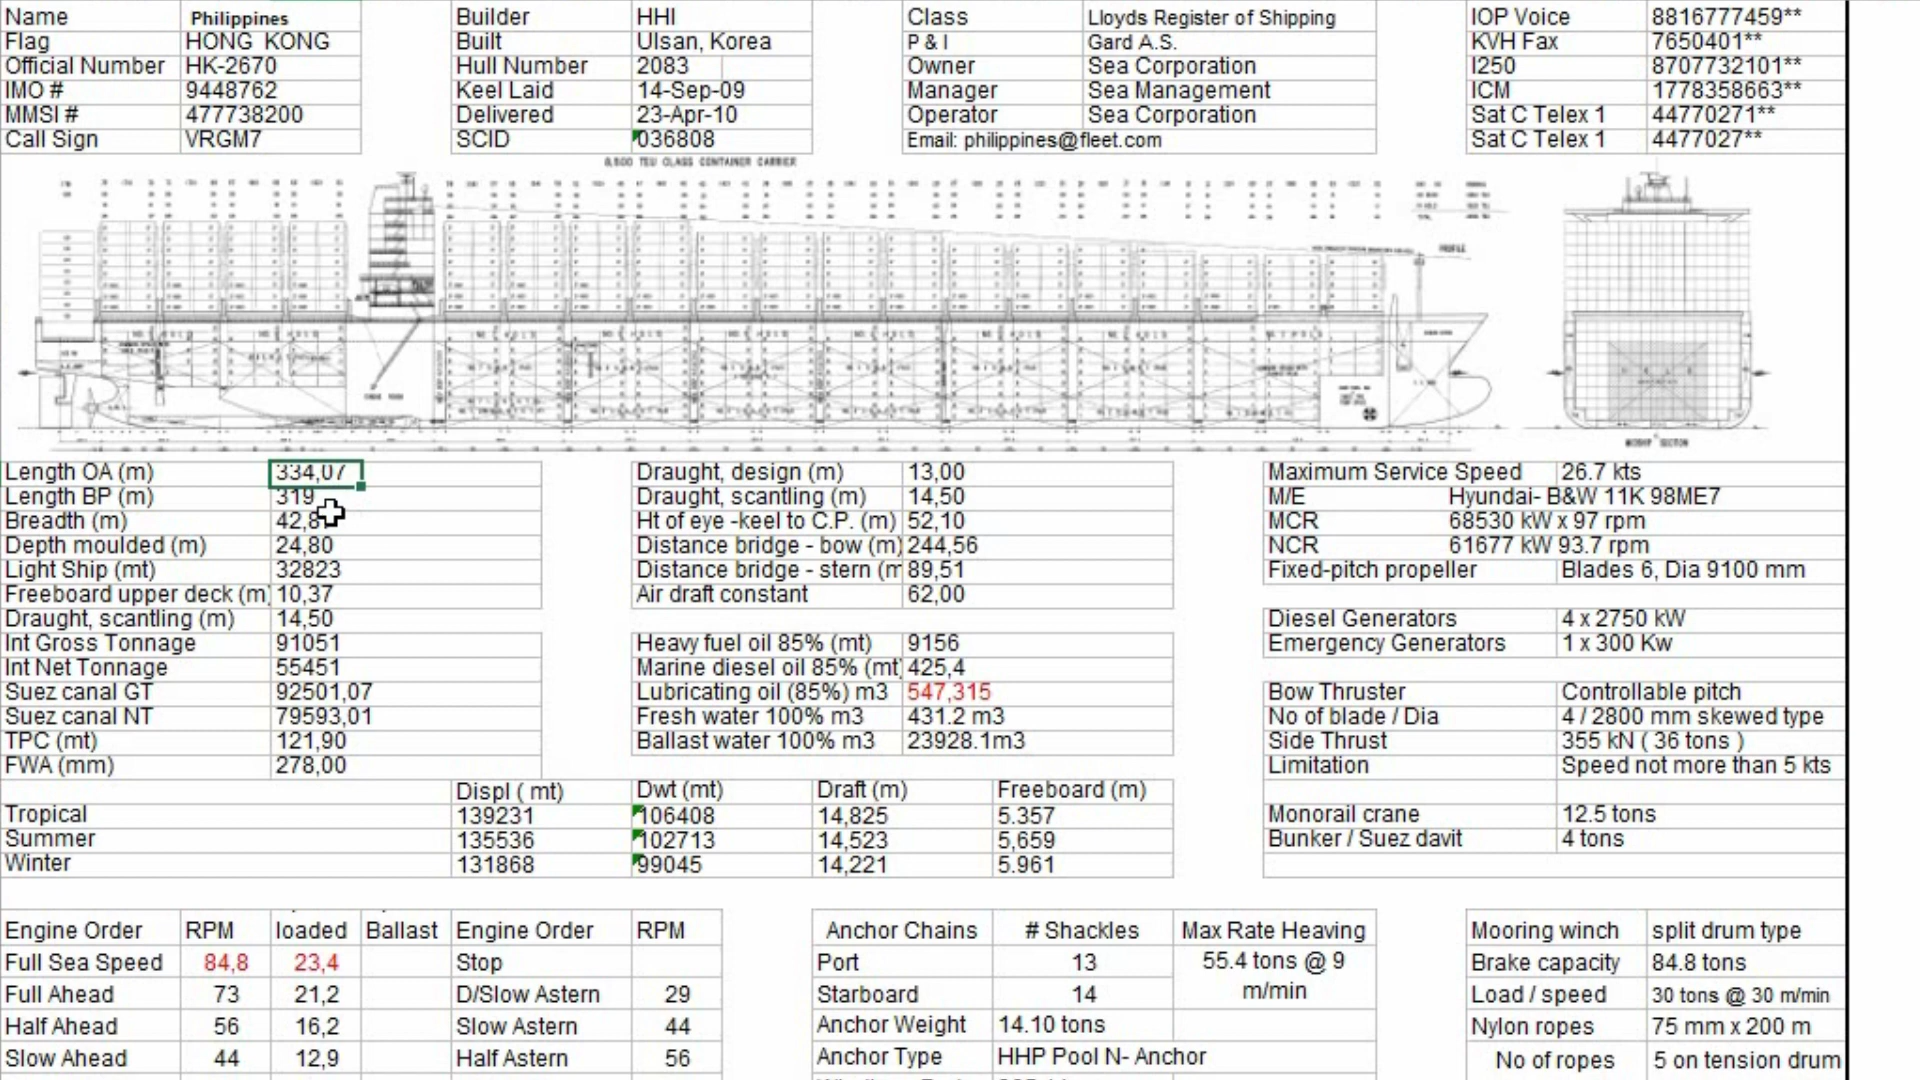 Name Philippines Builder HHI Class Lloyds Register of Shipping IOP Voice 8816777459**
Flag HONG KONG Built Ulsan, Korea P & I Gard A.S. KVH Fax 7650401**
Official Number HK-2670 Hull Number 2083 Owner Sea Corporation I250 8707732101**
IMO # 9448762 Keel Laid 14-Sep-09 Manager Sea Management ICM 1778358663**
MMSI # 477738200 Delivered 23-Apr-10 Operator Sea Corporation Sat C Telex 1 44770271**
Call Sign VRGM7 SCID 036808 Email: philippines@fleet.com Sat C Telex 1 4477027**
8,500 TEU CLASS CONTAINER CARRIER
PROFILE
MIDSHIP SECTION
Length OA (m) 334,07 Draught, design (m) 13,00 Maximum Service Speed 26.7 kts
Length BP (m) 319 Draught, scantling (m) 14,50 M/E Hyundai- B&W 11K 98ME7
Breadth (m) 42,8 Ht of eye -keel to C.P. (m) 52,10 MCR 68530 kW x 97 rpm
Depth moulded (m) 24,80 Distance bridge - bow (m) 244,56 NCR 61677 kW 93.7 rpm
Light Ship (mt) 32823 Distance bridge - stern (m 89,51 Fixed-pitch propeller Blades 6, Dia 9100 mm
Freeboard upper deck (m) 10,37 Air draft constant 62,00
Draught, scantling (m) 14,50 Diesel Generators 4 x 2750 kW
Int Gross Tonnage 91051 Heavy fuel oil 85% (mt) 9156 Emergency Generators 1 x 300 Kw
Int Net Tonnage 55451 Marine diesel oil 85% (mt) 425,4
Suez canal GT 92501,07 Lubricating oil (85%) m3 547,315 Bow Thruster Controllable pitch
Suez canal NT 79593,01 Fresh water 100% m3 431.2 m3 No of blade / Dia 4 / 2800 mm skewed type
TPC (mt) 121,90 Ballast water 100% m3 23928.1m3 Side Thrust 355 kN ( 36 tons )
FWA (mm) 278,00 Limitation Speed not more than 5 kts
Displ ( mt) Dwt (mt) Draft (m) Freeboard (m)
Tropical 139231 106408 14,825 5.357 Monorail crane 12.5 tons
Summer 135536 102713 14,523 5,659 Bunker / Suez davit 4 tons
Winter 131868 99045 14,221 5.961
Engine Order RPM loaded Ballast Engine Order RPM Anchor Chains # Shackles Max Rate Heaving Mooring winch split drum type
Full Sea Speed 84,8 23,4 Stop Port 13 55.4 tons @ 9 Brake capacity 84.8 tons
Full Ahead 73 21,2 D/Slow Astern 29 Starboard 14 m/min Load / speed 30 tons @ 30 m/min
Half Ahead 56 16,2 Slow Astern 44 Anchor Weight 14.10 tons Nylon ropes 75 mm x 200 m
Slow Ahead 44 12,9 Half Astern 56 Anchor Type HHP Pool N- Anchor No of ropes 5 on tension drum